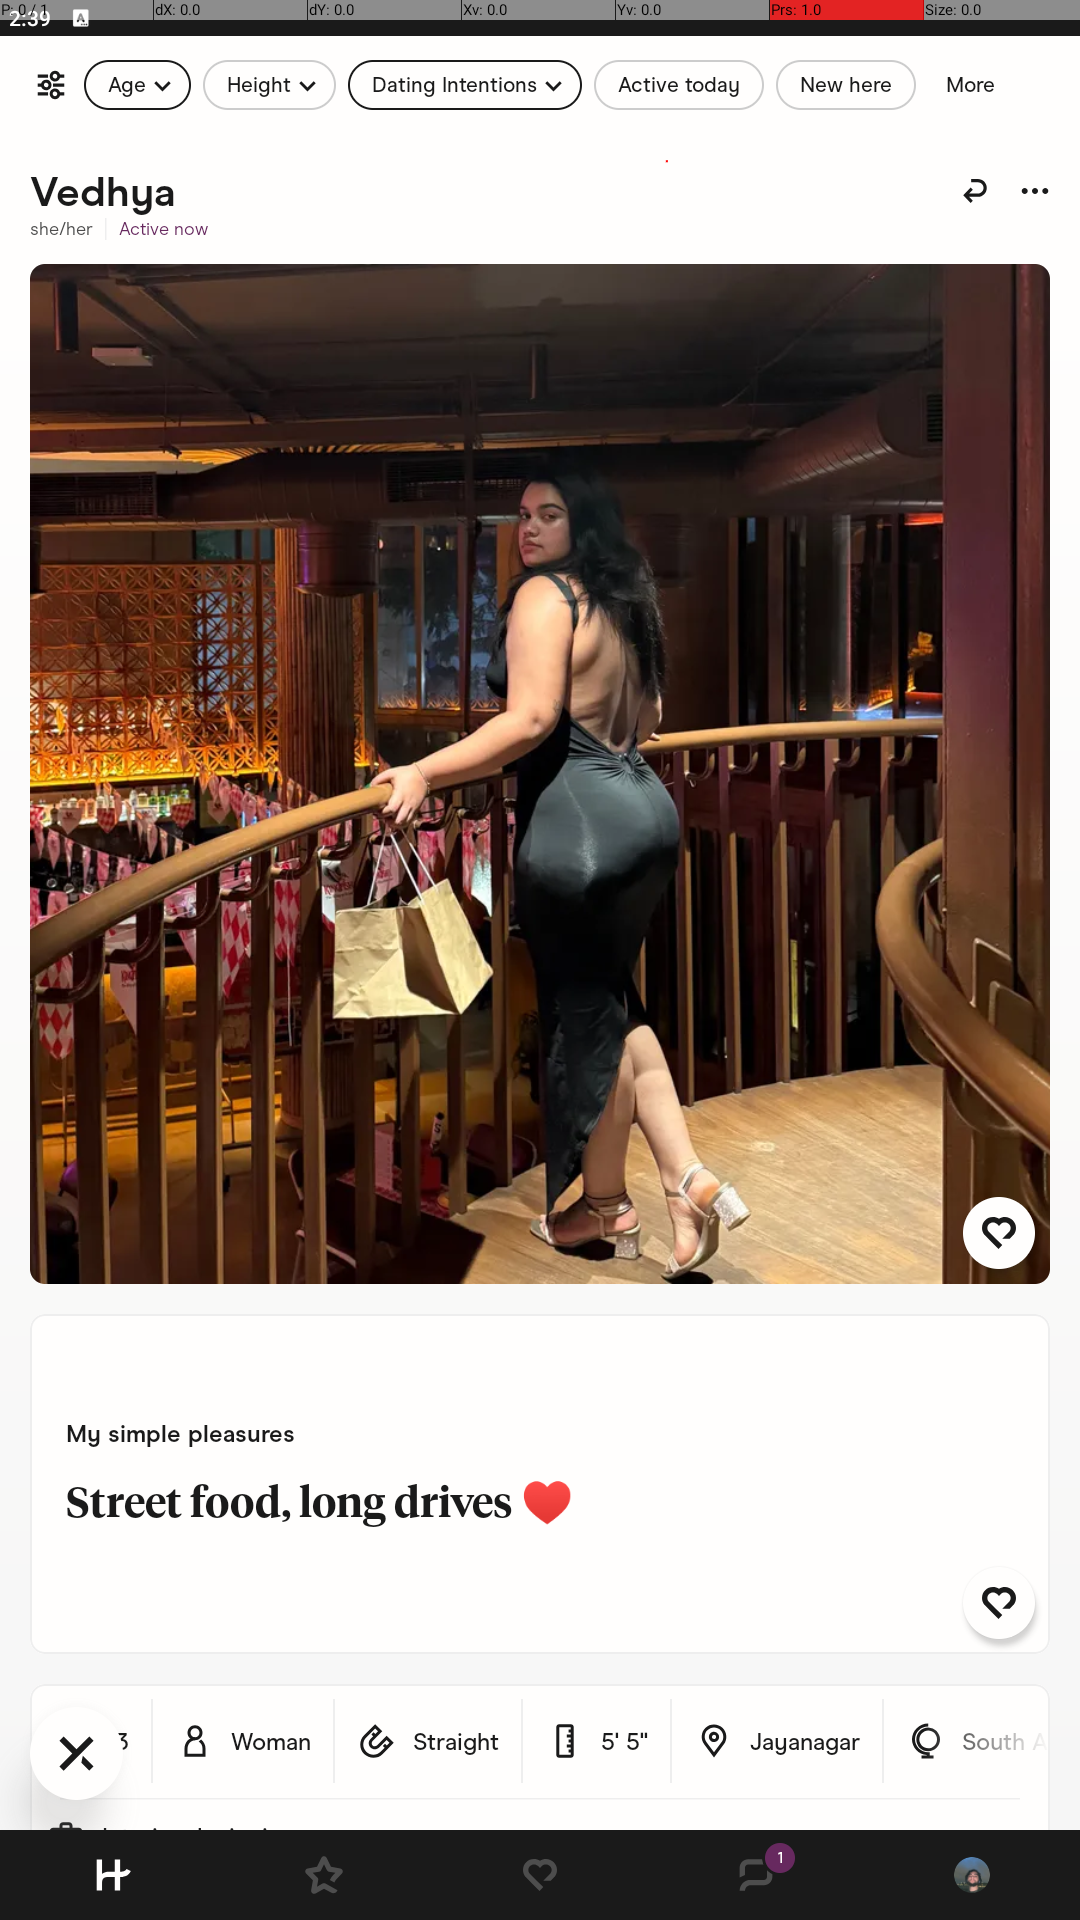 P: 0 / 1 dX: 0.0 dY: 0.0 Xv: 0.0 Yv: 0.0 Prs: 1.0 Size: 0.0
2:39 A
Age Height Dating Intentions Active today New here More
Vedhya
she/her Active now
My simple pleasures
Street food, long drives ❤️
3 Woman Straight 5' 5" Jayanagar South A
1